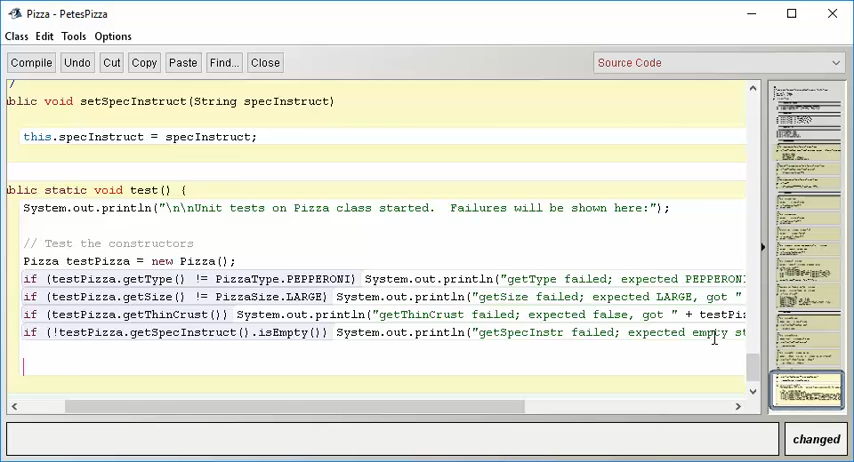 Pizza - PetesPizza
Class Edit Tools Options
Compile Undo Cut Copy Paste Find... Close Source Code
/
ublic void setSpecInstruct(String specInstruct)
this.specInstruct = specInstruct;
ublic static void test() {
System.out.println("\n\nUnit tests on Pizza class started.  Failures will be shown here:");
// Test the constructors
Pizza testPizza = new Pizza();
if (testPizza.getType() != PizzaType.PEPPERONI) System.out.println("getType failed; expected PEPPERONI
if (testPizza.getSize() != PizzaSize.LARGE) System.out.println("getSize failed; expected LARGE, got "
if (testPizza.getThinCrust()) System.out.println("getThinCrust failed; expected false, got " + testPiz
if (!testPizza.getSpecInstruct().isEmpty()) System.out.println("getSpecInstr failed; expected empty st
changed